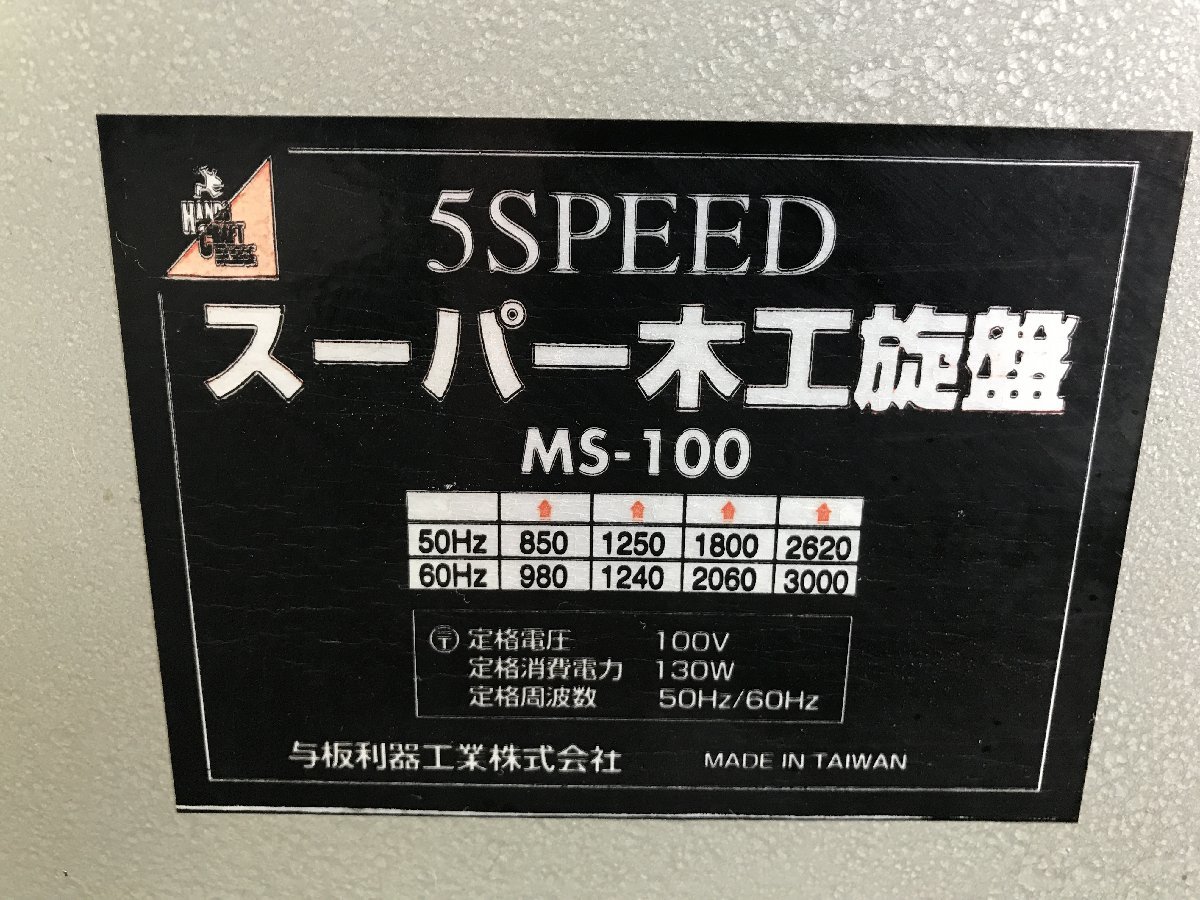 HANDS
CRAFT
5SPEED
スーパー木工旋盤
MS-100
50Hz 850 1250 1800 2620
60Hz 980 1240 2060 3000
〶 定格電圧 100V
定格消費電力 130W
定格周波数 50Hz/60Hz
与板利器工業株式会社 MADE IN TAIWAN